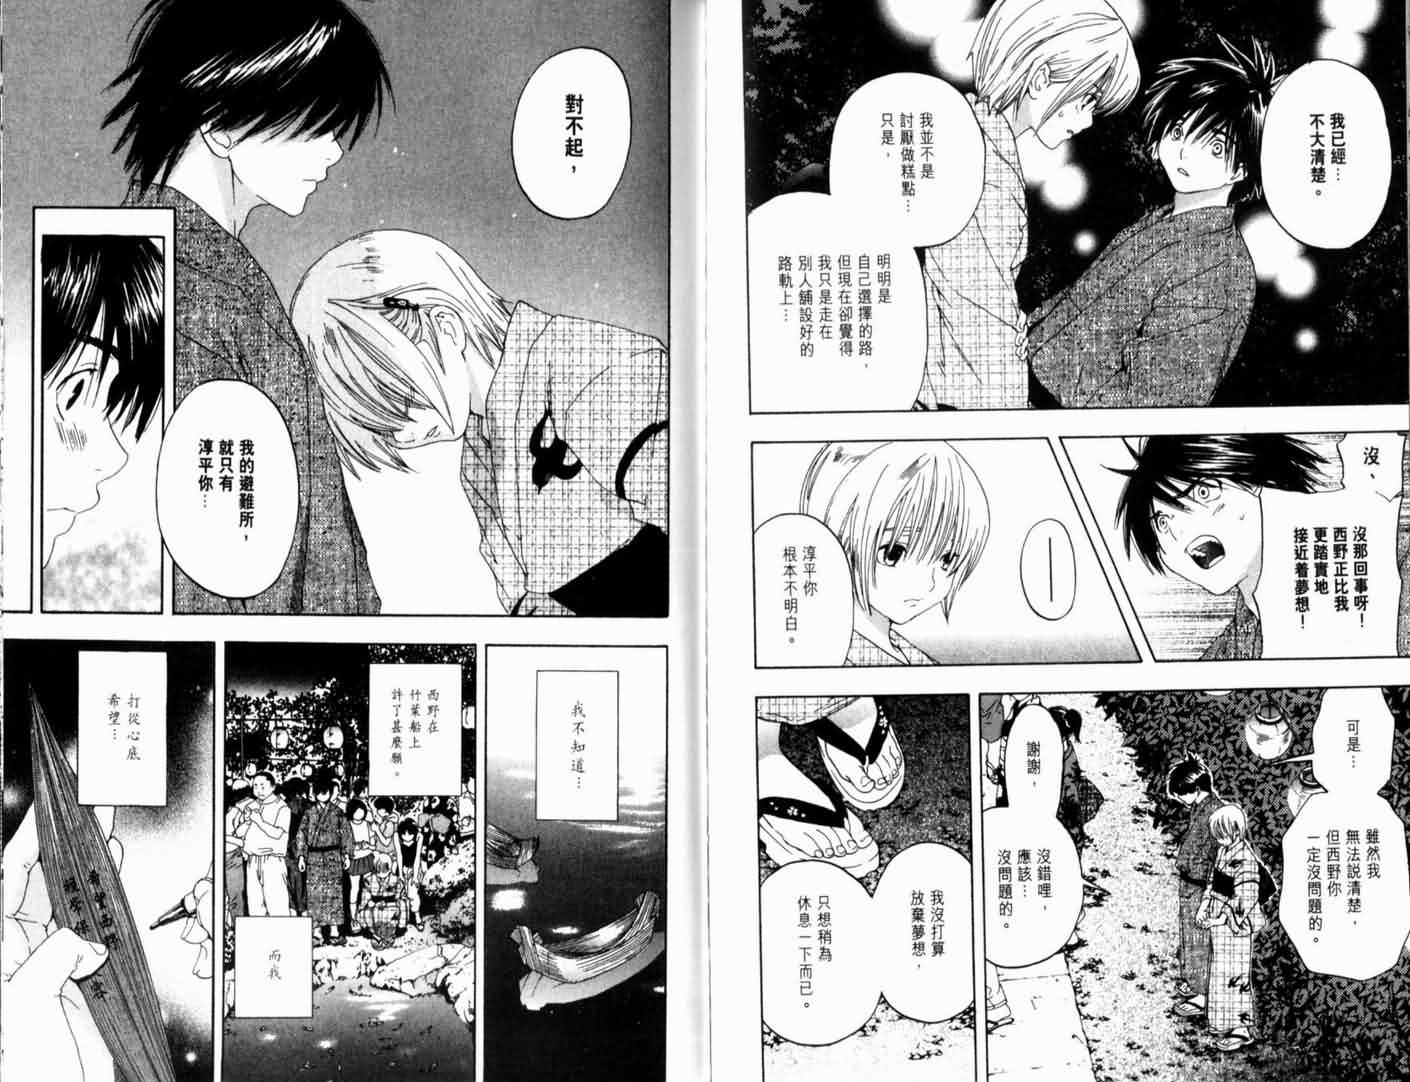 我已經…
不大清楚。
我並不是
討厭做糕點…
只是，
明明是
自己選擇的路，
但現在卻覺得
我只是走在
別人舖設好的
路軌上…
沒、
沒那回事呀！
西野正比我
更踏實地
接近着夢想！
淳平你
根本不明白。
可是…
雖然我
無法說清楚，
但西野你
一定沒問題的。
謝謝，
沒錯哩，
應該…
沒問題的。
我沒打算
放棄夢想，
只想稍為
休息一下而已。
對不起，
我的避難所，
就只有
淳平你…
我不知道…
西野在
竹葉船上
許了甚麼願。
而我
打從心底
希望…
希望西野